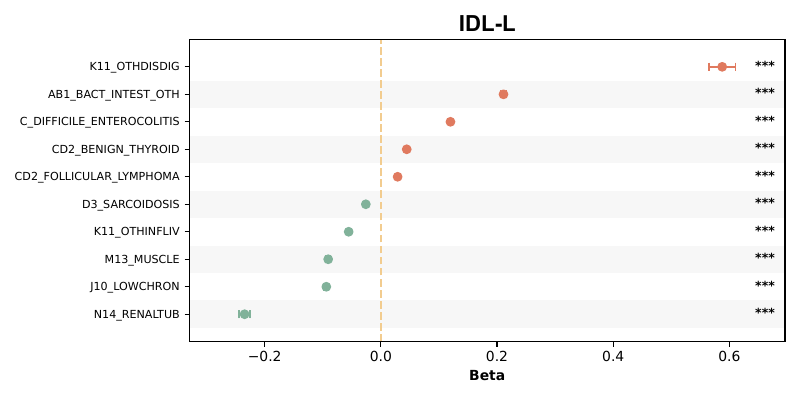 IDL-L
K11_OTHDISDIG ***
AB1_BACT_INTEST_OTH ***
C_DIFFICILE_ENTEROCOLITIS ***
CD2_BENIGN_THYROID ***
CD2_FOLLICULAR_LYMPHOMA ***
D3_SARCOIDOSIS ***
K11_OTHINFLIV ***
M13_MUSCLE ***
J10_LOWCHRON ***
N14_RENALTUB ***
−0.2 0.0 0.2 0.4 0.6
Beta